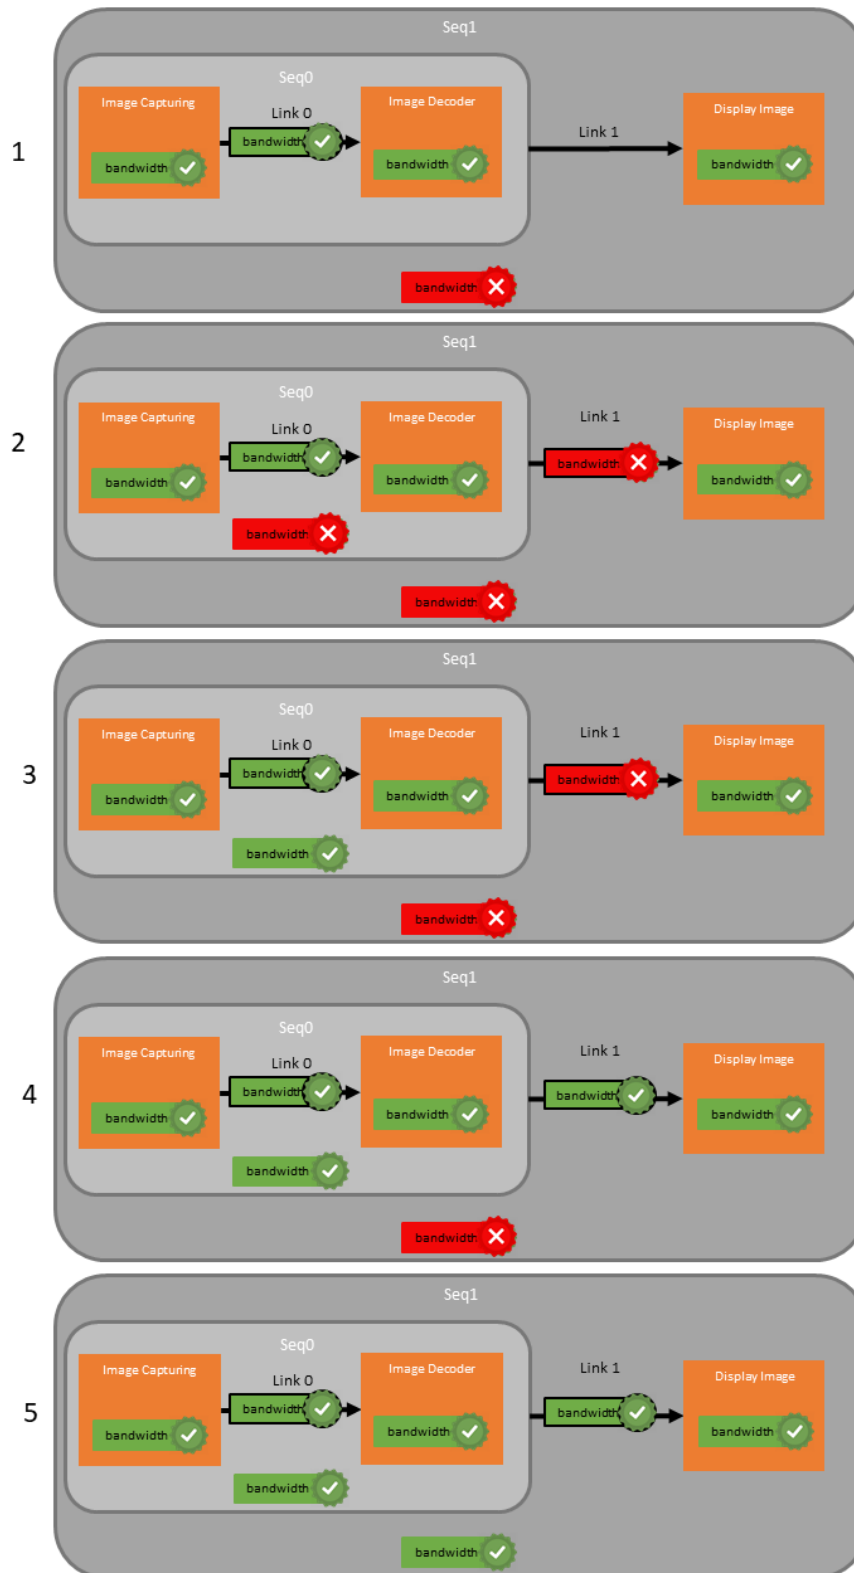 1
Seq1
Seq0
Image Capturing
Link 0
Image Decoder
Link 1
Display Image
bandwidth
bandwidth
bandwidth
bandwidth
bandwidth
2
Seq1
Seq0
Image Capturing
Link 0
Image Decoder
Link 1
Display Image
bandwidth
bandwidth
bandwidth
bandwidth
bandwidth
bandwidth
bandwidth
3
Seq1
Seq0
Image Capturing
Link 0
Image Decoder
Link 1
Display Image
bandwidth
bandwidth
bandwidth
bandwidth
bandwidth
bandwidth
bandwidth
4
Seq1
Seq0
Image Capturing
Link 0
Image Decoder
Link 1
Display Image
bandwidth
bandwidth
bandwidth
bandwidth
bandwidth
bandwidth
bandwidth
5
Seq1
Seq0
Image Capturing
Link 0
Image Decoder
Link 1
Display Image
bandwidth
bandwidth
bandwidth
bandwidth
bandwidth
bandwidth
bandwidth